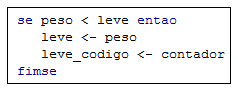 se peso < leve entao
leve <- peso
leve_codigo <- contador
fimse